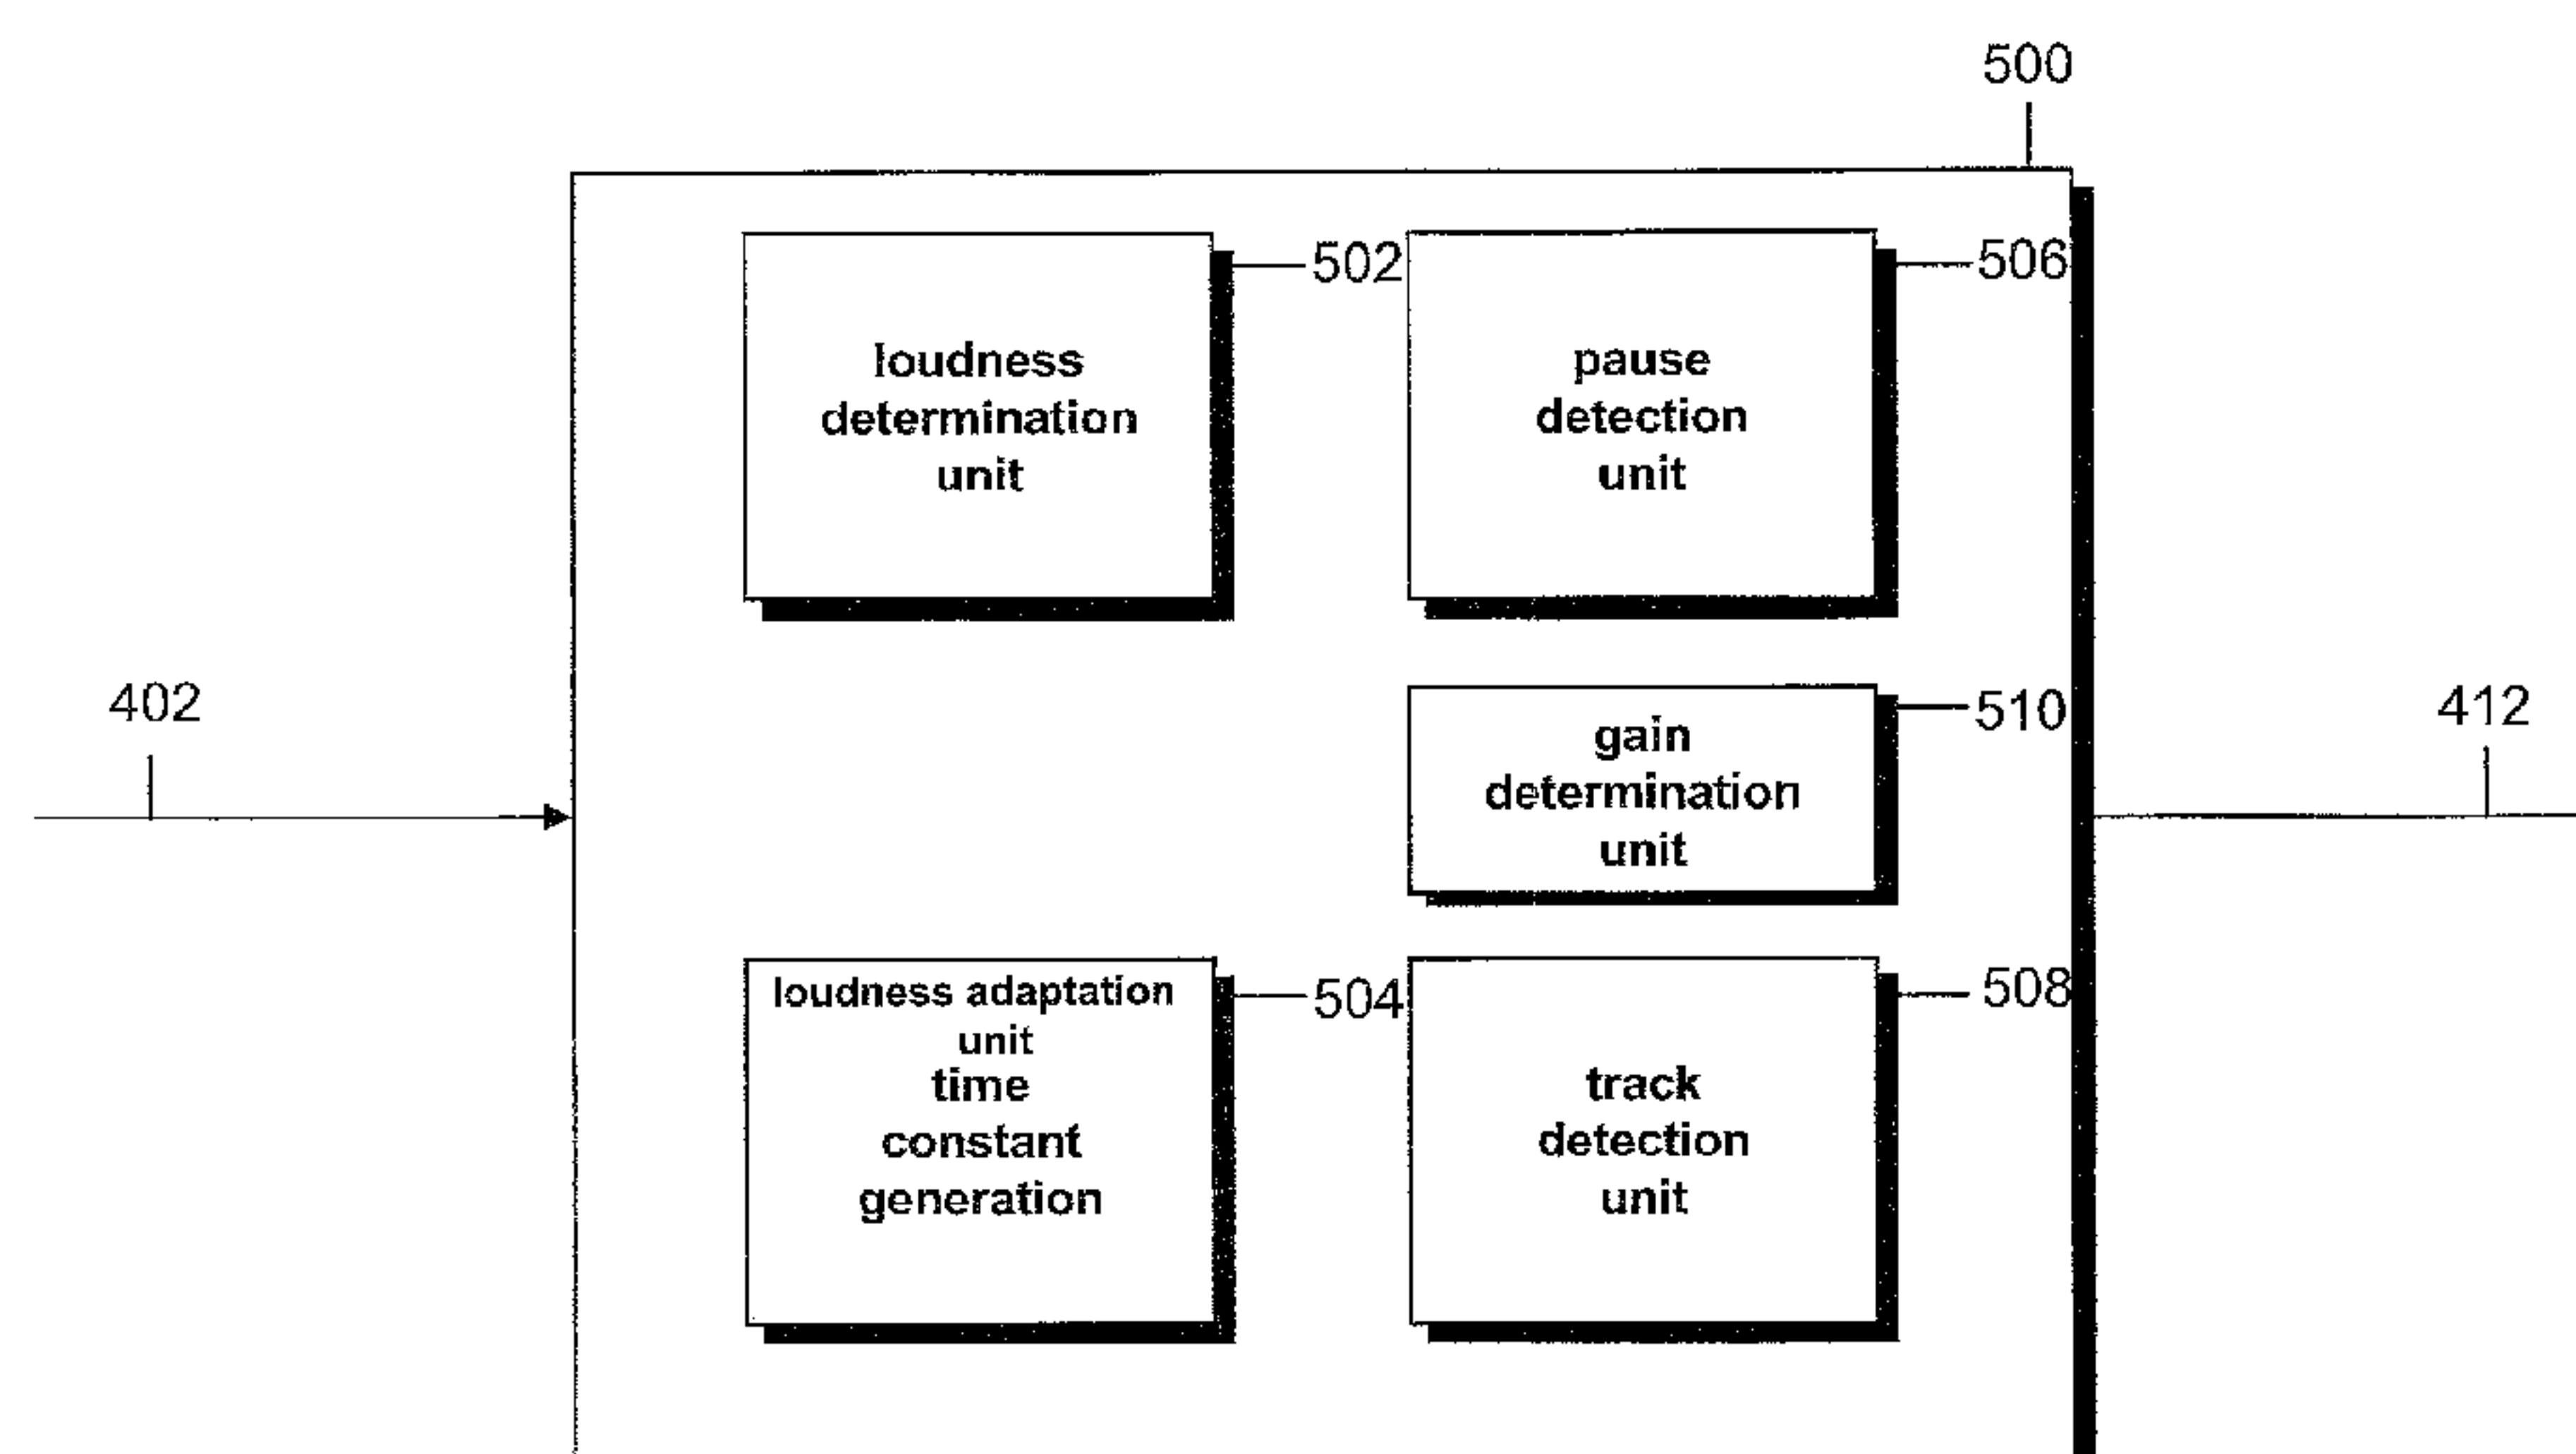 500
502
506
loudness
determination
unit
pause
detection
unit
402
510
412
gain
determination
unit
504
508
loudness adaptation
unit
time
constant
generation
track
detection
unit